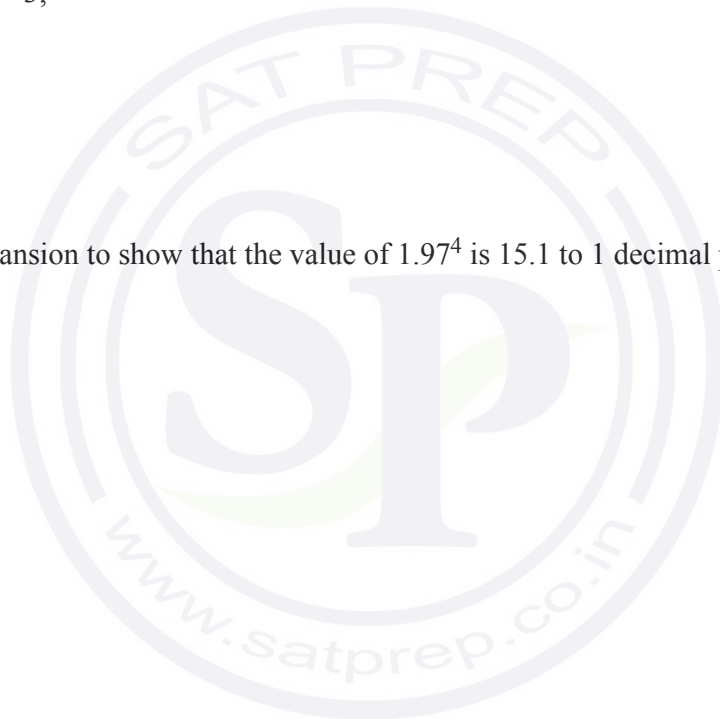 SAT PREP
ansion to show that the value of 1.97⁴ is 15.1 to 1 decimal
SP
www.satprep.co.in